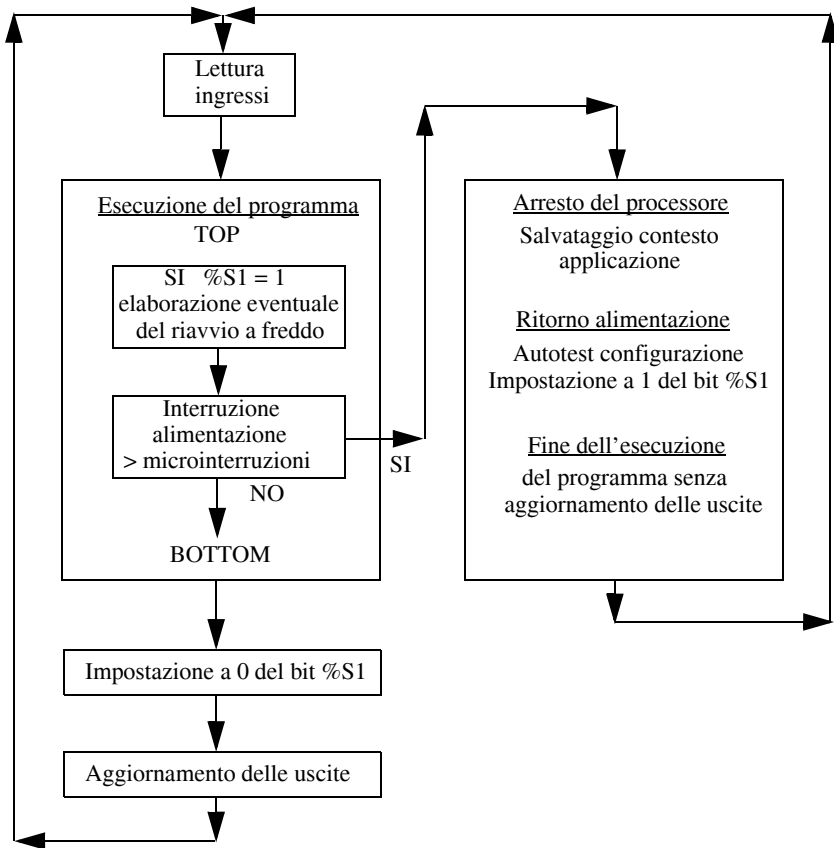 Lettura
ingressi
Esecuzione del programma
TOP
SI %S1 = 1
elaborazione eventuale
del riavvio a freddo
Interruzione
alimentazione
> microinterruzioni
SI
NO
BOTTOM
Impostazione a 0 del bit %S1
Aggiornamento delle uscite
Arresto del processore
Salvataggio contesto
applicazione
Ritorno alimentazione
Autotest configurazione
Impostazione a 1 del bit %S1
Fine dell'esecuzione
del programma senza
aggiornamento delle uscite